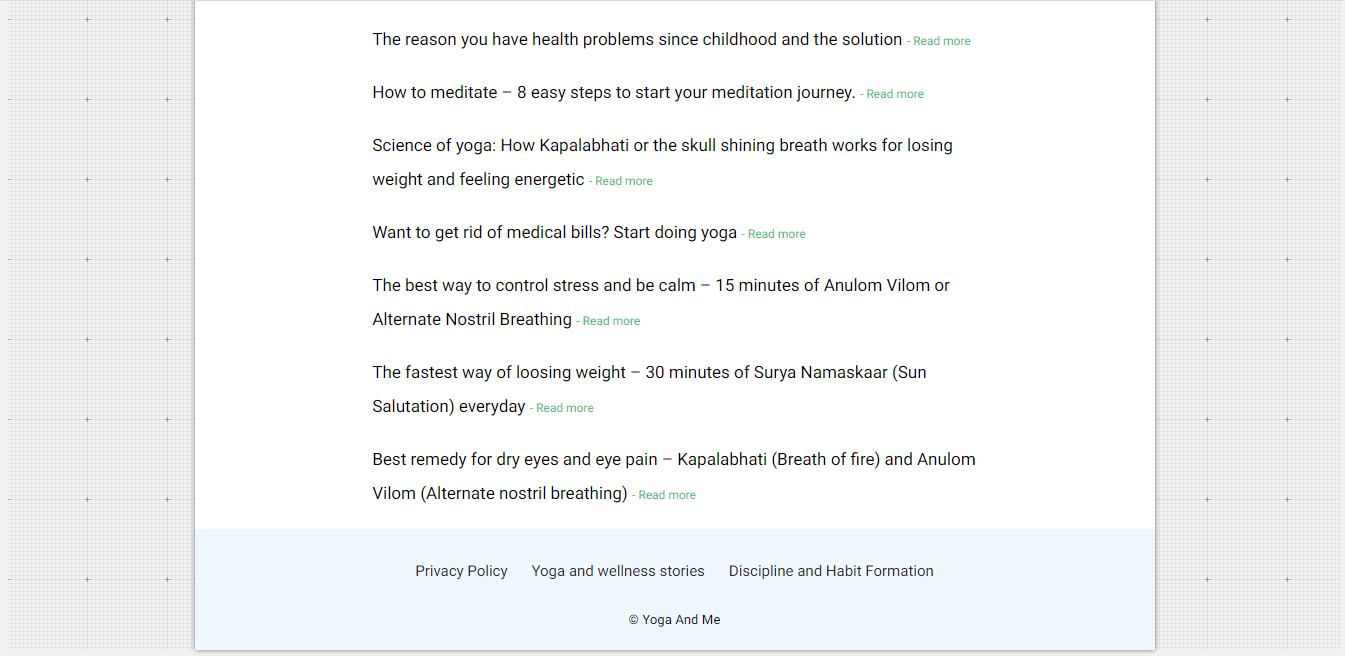 The reason you have health problems since childhood and the solution - Read more
How to meditate – 8 easy steps to start your meditation journey. - Read more
Science of yoga: How Kapalabhati or the skull shining breath works for losing
weight and feeling energetic - Read more
Want to get rid of medical bills? Start doing yoga - Read more
The best way to control stress and be calm – 15 minutes of Anulom Vilom or
Alternate Nostril Breathing - Read more
The fastest way of loosing weight – 30 minutes of Surya Namaskaar (Sun
Salutation) everyday - Read more
Best remedy for dry eyes and eye pain – Kapalabhati (Breath of fire) and Anulom
Vilom (Alternate nostril breathing) - Read more
Privacy Policy Yoga and wellness stories Discipline and Habit Formation
© Yoga And Me